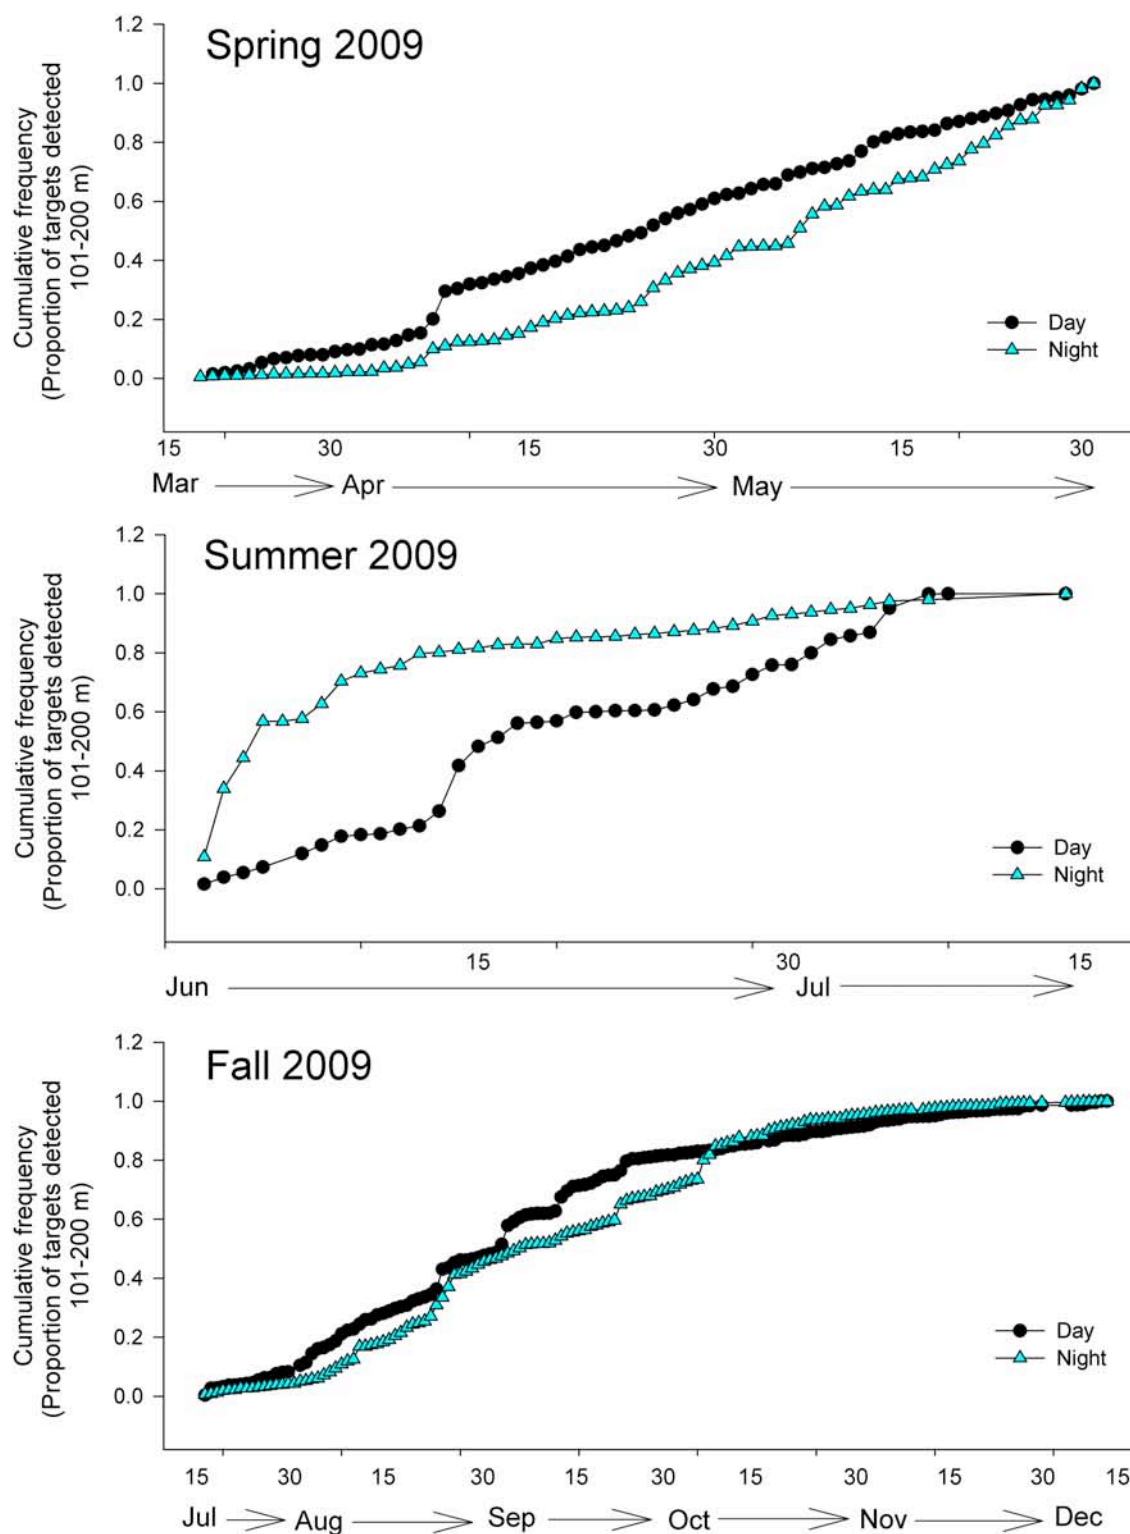 Spring 2009
Cumulative frequency
(Proportion of targets detected
101-200 m)
1.2
1.0
0.8
0.6
0.4
0.2
0.0
Day
Night
15 30 15 30 15 30
Mar Apr May
Summer 2009
Cumulative frequency
(Proportion of targets detected
101-200 m)
1.2
1.0
0.8
0.6
0.4
0.2
0.0
Day
Night
15 30 15
Jun Jul
Fall 2009
Cumulative frequency
(Proportion of targets detected
101-200 m)
1.2
1.0
0.8
0.6
0.4
0.2
0.0
Day
Night
15 30 15 30 15 30 15 30 15 30 15
Jul Aug Sep Oct Nov Dec